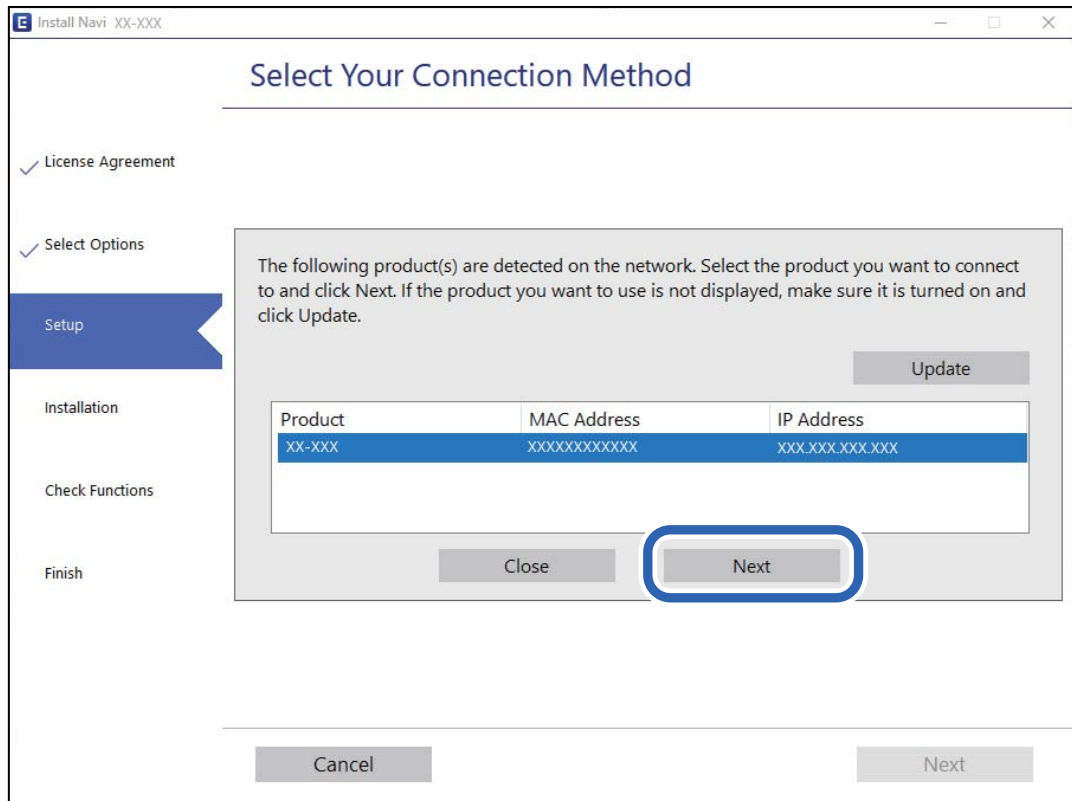 E Install Navi XX-XXX
Select Your Connection Method
License Agreement
Select Options
Setup
Installation
Check Functions
Finish
The following product(s) are detected on the network. Select the product you want to connect
to and click Next. If the product you want to use is not displayed, make sure it is turned on and
click Update.
Update
Product MAC Address IP Address
XX-XXX XXXXXXXXXXXX XXX.XXX.XXX.XXX
Close Next
Cancel Next